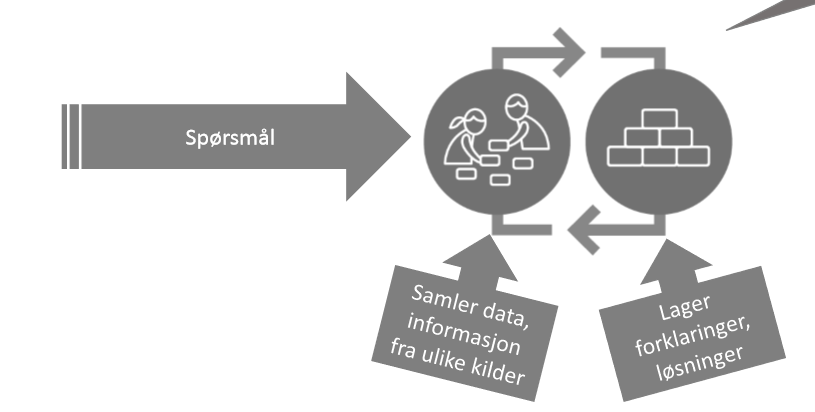 Spørsmål
Samler data,
informasjon
fra ulike kilder
Lager
forklaringer,
løsninger